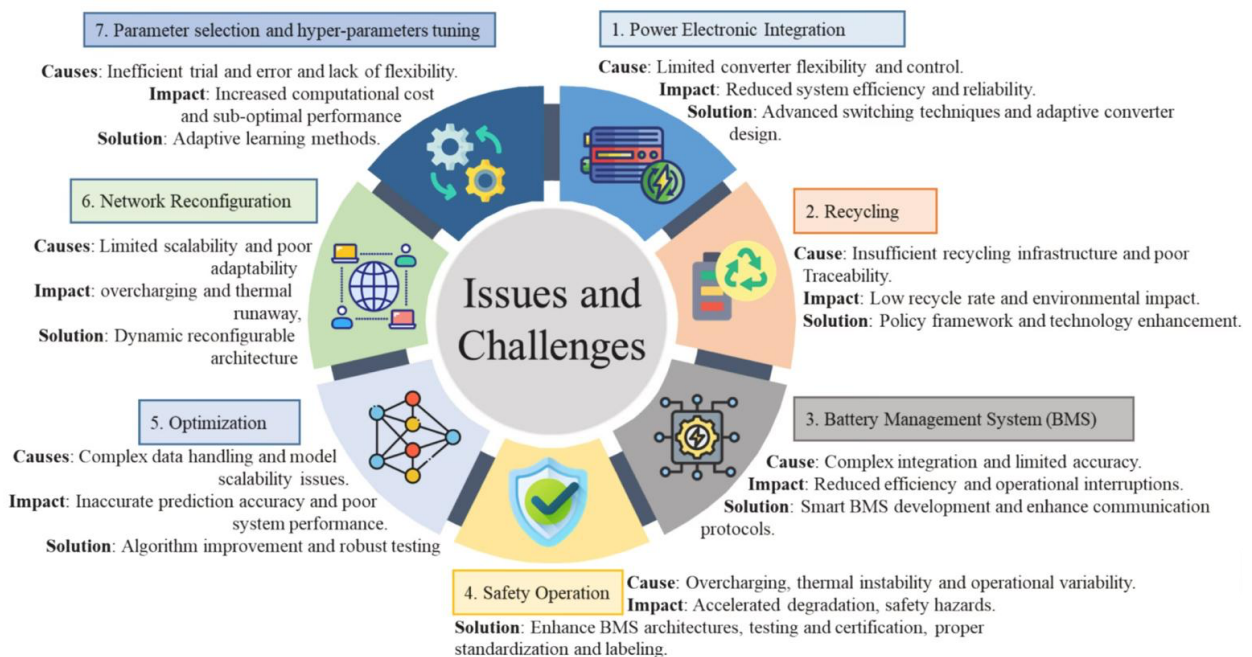 7. Parameter selection and hyper-parameters tuning
Causes: Inefficient trial and error and lack of flexibility.
Impact: Increased computational cost
and sub-optimal performance
Solution: Adaptive learning methods.
1. Power Electronic Integration
Cause: Limited converter flexibility and control.
Impact: Reduced system efficiency and reliability.
Solution: Advanced switching techniques and adaptive converter
design.
6. Network Reconfiguration
Causes: Limited scalability and poor
adaptability
Impact: overcharging and thermal
runaway,
Solution: Dynamic reconfigurable
architecture
Issues and
Challenges
2. Recycling
Cause: Insufficient recycling infrastructure and poor
Traceability.
Impact: Low recycle rate and environmental impact.
Solution: Policy framework and technology enhancement.
5. Optimization
Causes: Complex data handling and model
scalability issues.
Impact: Inaccurate prediction accuracy and poor
system performance.
Solution: Algorithm improvement and robust testing
3. Battery Management System (BMS)
Cause: Complex integration and limited accuracy.
Impact: Reduced efficiency and operational interruptions.
Solution: Smart BMS development and enhance communication
protocols.
4. Safety Operation
Cause: Overcharging, thermal instability and operational variability.
Impact: Accelerated degradation, safety hazards.
Solution: Enhance BMS architectures, testing and certification, proper
standardization and labeling.